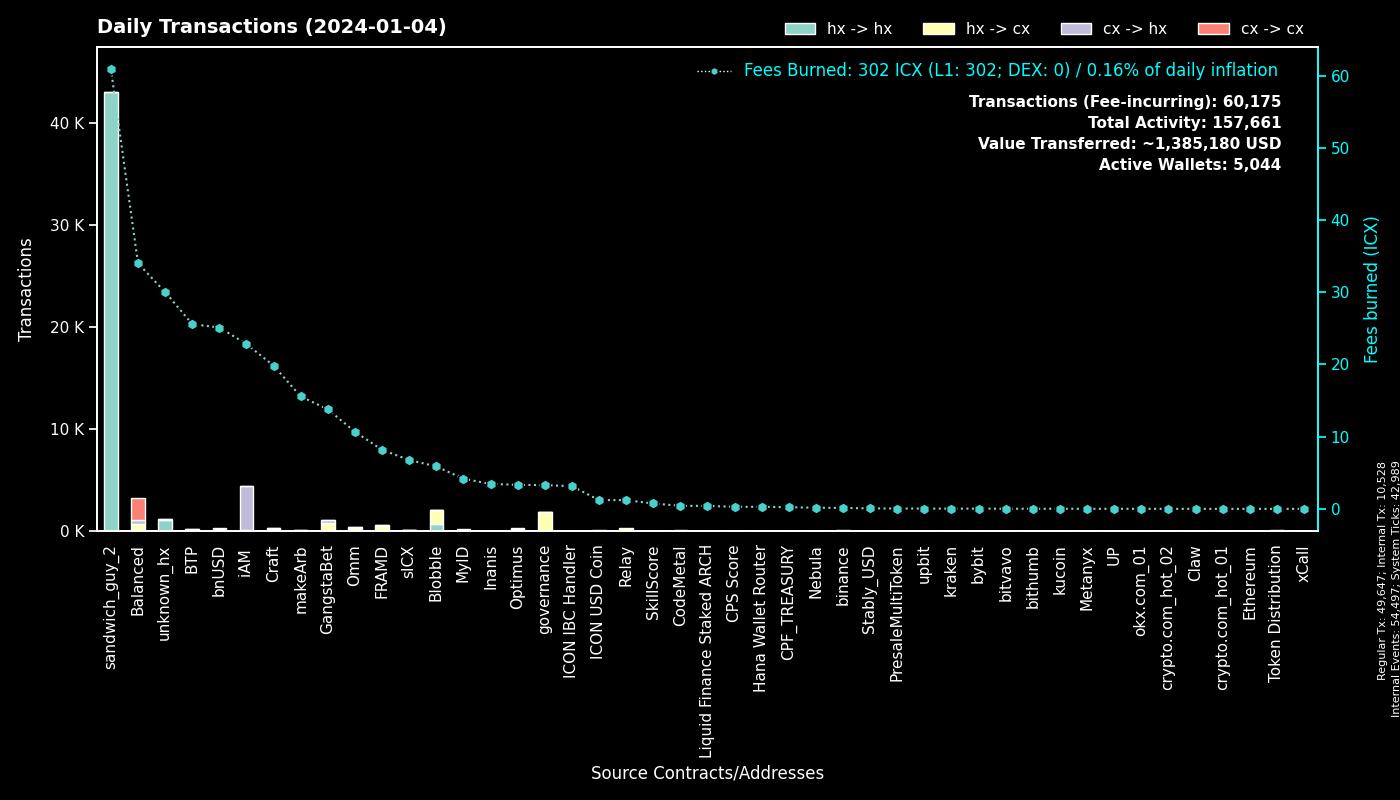 Daily Transactions (2024-01-04)
hx -> hx
hx -> cx
cx -> hx
cx -> cx
Fees Burned: 302 ICX (L1: 302; DEX: 0) / 0.16% of daily inflation
Transactions (Fee-incurring): 60,175
Total Activity: 157,661
Value Transferred: ~1,385,180 USD
Active Wallets: 5,044
Transactions
40 K
30 K
20 K
10 K
0 K
60
50
40
30
20
10
0
Fees burned (ICX)
sandwich_guy_2
Balanced
unknown_hx
BTP
bnUSD
iAM
Craft
makeArb
GangstaBet
Omm
FRAMD
sICX
Blobble
MyID
Inanis
Optimus
governance
ICON IBC Handler
ICON USD Coin
Relay
SkillScore
CodeMetal
Liquid Finance Staked ARCH
CPS Score
Hana Wallet Router
CPF_TREASURY
Nebula
binance
Stably_USD
PresaleMultiToken
upbit
kraken
bybit
bitvavo
bithumb
kucoin
Metanyx
UP
okx.com_01
crypto.com_hot_02
Claw
crypto.com_hot_01
Ethereum
Token Distribution
xCall
Source Contracts/Addresses
Regular Tx: 49,647; Internal Tx: 10,528
Internal Events: 54,497; System Ticks: 42,989